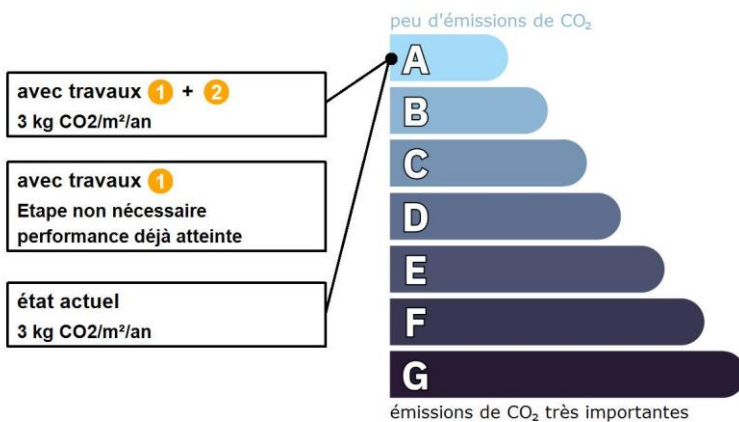 peu d'émissions de CO₂
A
B
C
D
E
F
G
émissions de CO₂ très importantes
avec travaux 1 + 2
3 kg CO2/m²/an
avec travaux 1
Etape non nécessaire
performance déjà atteinte
état actuel
3 kg CO2/m²/an